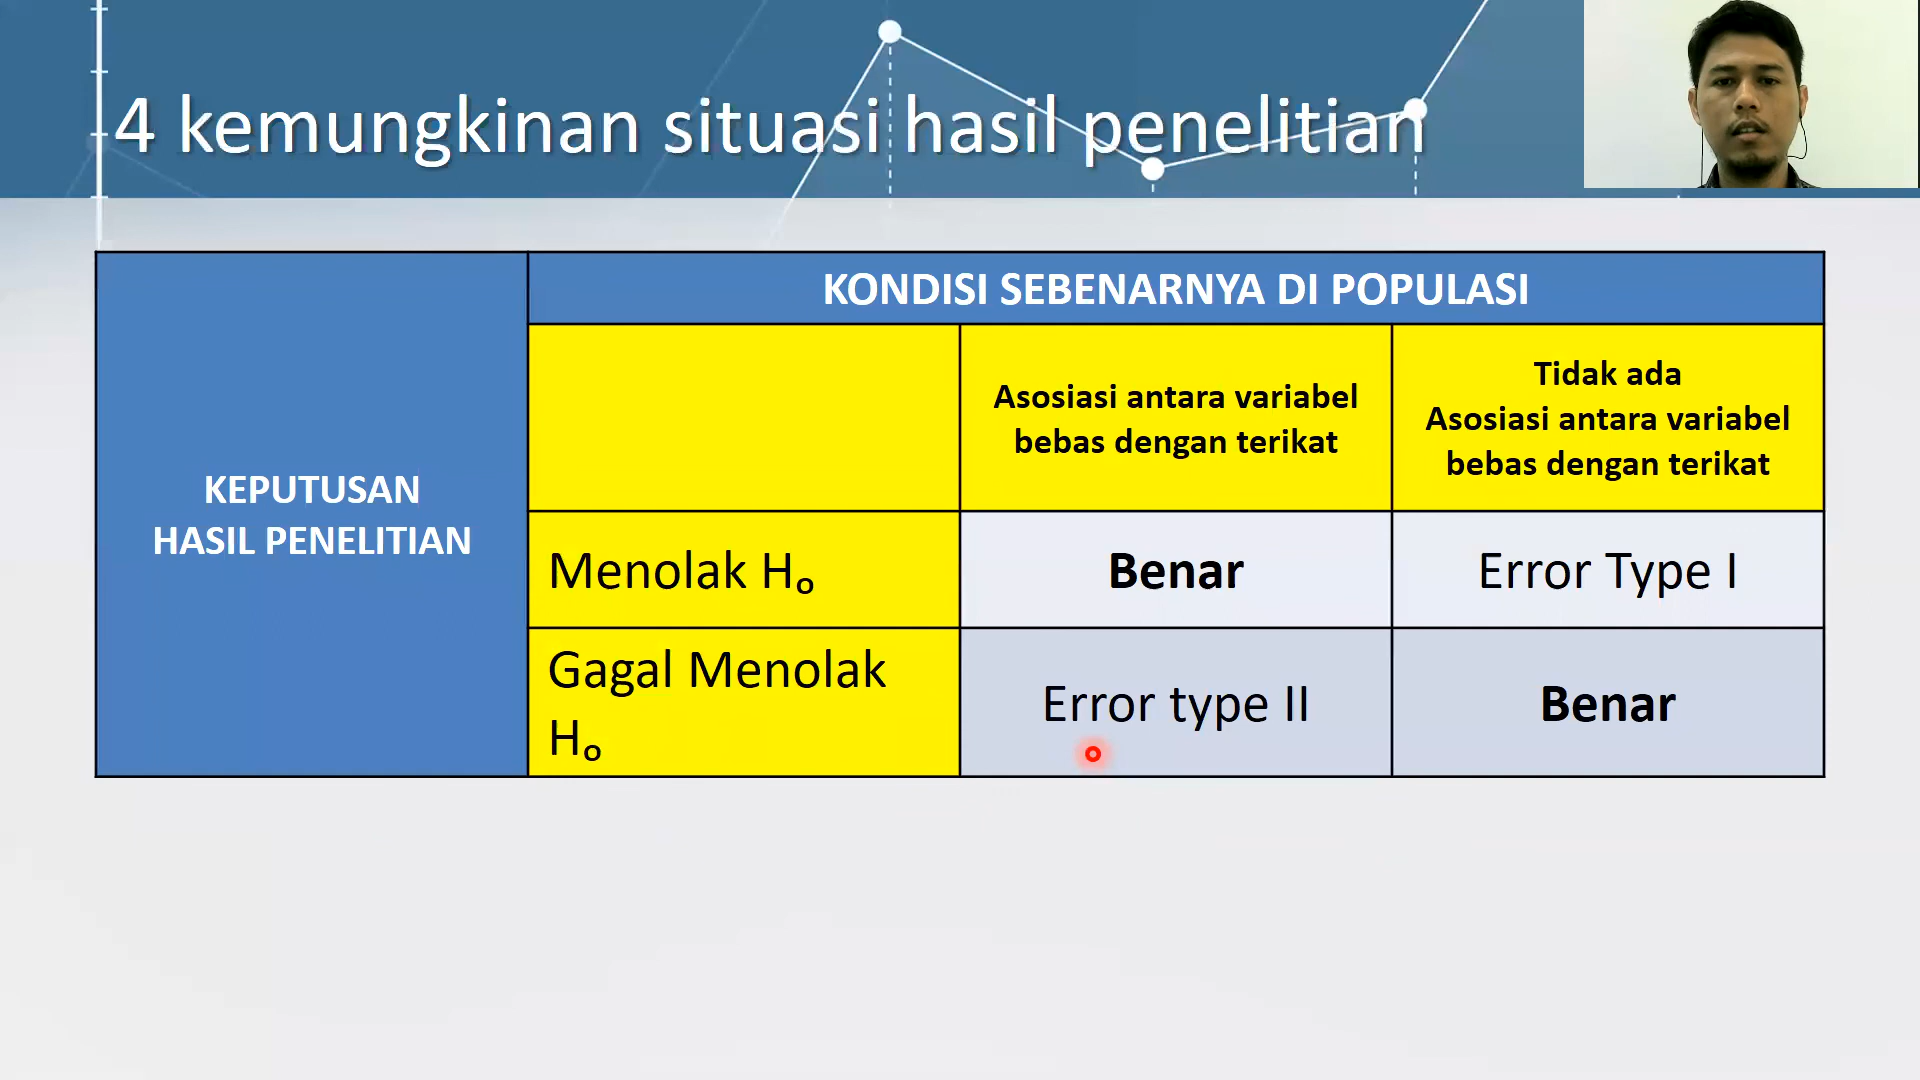 4 kemungkinan situasi hasil penelitian
KEPUTUSAN
HASIL PENELITIAN
KONDISI SEBENARNYA DI POPULASI
Asosiasi antara variabel
bebas dengan terikat
Tidak ada
Asosiasi antara variabel
bebas dengan terikat
Menolak Hₒ
Benar
Error Type I
Gagal Menolak
Hₒ
Error type II
Benar